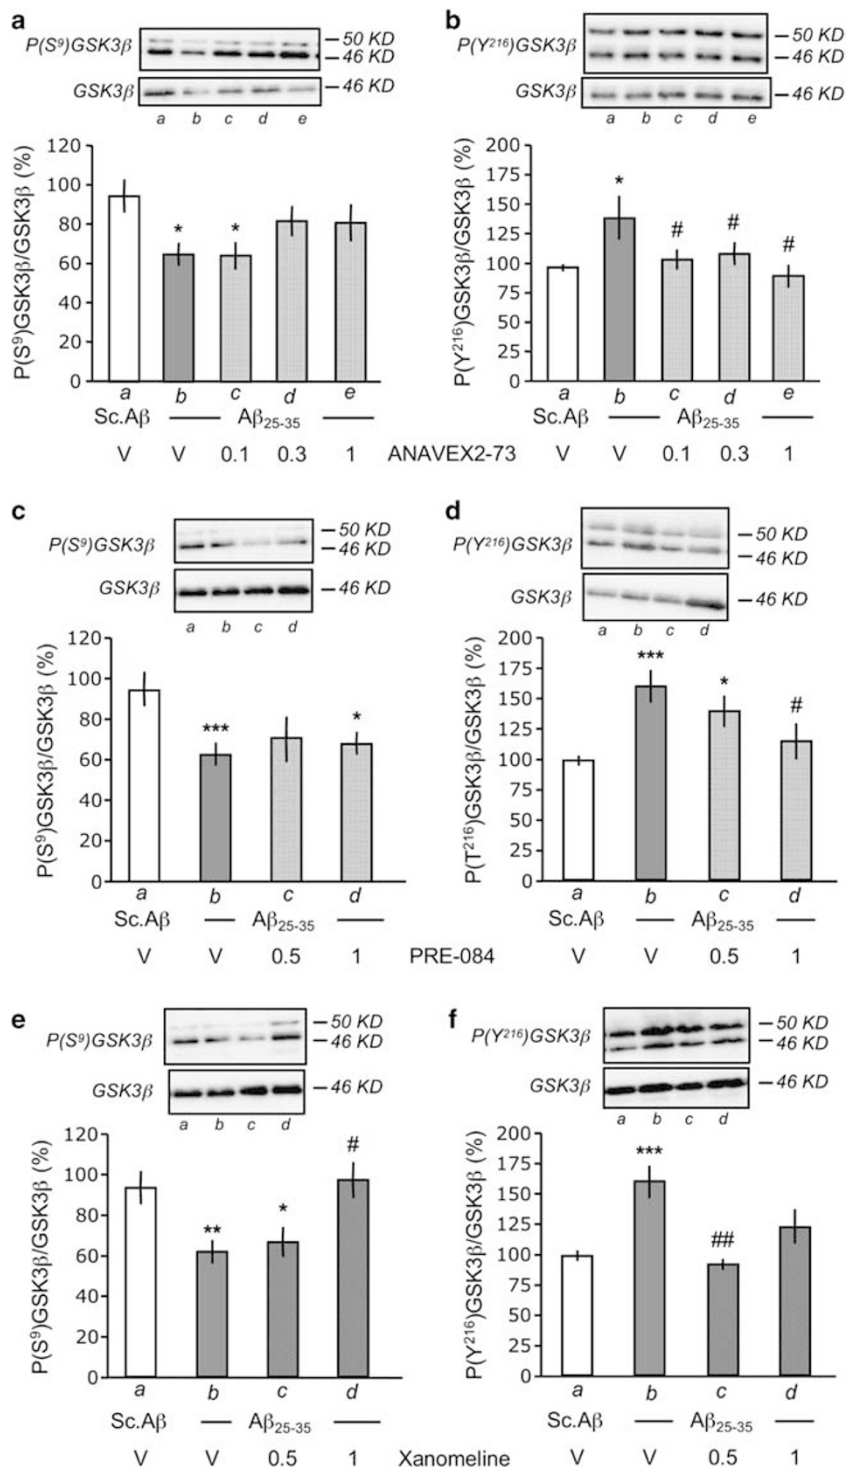 a
P(S⁹)GSK3β
— 50 KD
— 46 KD
GSK3β
— 46 KD
a b c d e
P(S⁹)GSK3β/GSK3β (%)
120
100
80
60
40
20
0
* *
a b c d e
Sc.Aβ — Aβ₂₅₋₃₅ —
V V 0.1 0.3 1 ANAVEX2-73
b
P(Y²¹⁶)GSK3β
— 50 KD
— 46 KD
GSK3β
— 46 KD
a b c d e
P(Y²¹⁶)GSK3β/GSK3β (%)
200
175
150
125
100
75
50
25
0
* # # #
a b c d e
Sc.Aβ — Aβ₂₅₋₃₅ —
V V 0.1 0.3 1
c
P(S⁹)GSK3β
— 50 KD
— 46 KD
GSK3β
— 46 KD
a b c d
P(S⁹)GSK3β/GSK3β (%)
120
100
80
60
40
20
0
*** *
a b c d
Sc.Aβ — Aβ₂₅₋₃₅ —
V V 0.5 1 PRE-084
d
P(Y²¹⁶)GSK3β
— 50 KD
— 46 KD
GSK3β
— 46 KD
a b c d
P(T²¹⁶)GSK3β/GSK3β (%)
200
175
150
125
100
75
50
25
0
*** * #
a b c d
Sc.Aβ — Aβ₂₅₋₃₅ —
V V 0.5 1
e
P(S⁹)GSK3β
— 50 KD
— 46 KD
GSK3β
— 46 KD
a b c d
P(S⁹)GSK3β/GSK3β (%)
120
100
80
60
40
20
0
** * #
a b c d
Sc.Aβ — Aβ₂₅₋₃₅ —
V V 0.5 1 Xanomeline
f
P(Y²¹⁶)GSK3β
— 50 KD
— 46 KD
GSK3β
— 46 KD
a b c d
P(Y²¹⁶)GSK3β/GSK3β (%)
200
175
150
125
100
75
50
25
0
*** ##
a b c d
Sc.Aβ — Aβ₂₅₋₃₅ —
V V 0.5 1